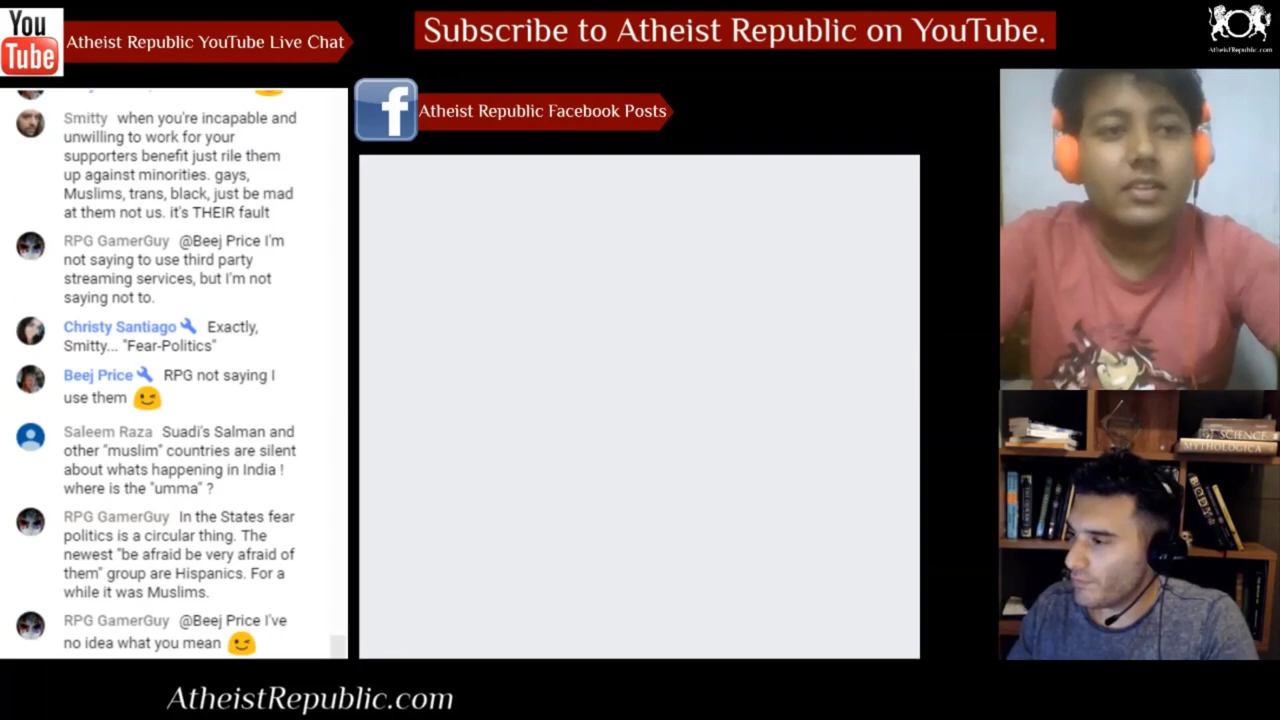 You
Tube
Atheist Republic YouTube Live Chat
Subscribe to Atheist Republic on YouTube.
AtheistRepublic.com
Atheist Republic Facebook Posts
Smitty when you're incapable and
unwilling to work for your
supporters benefit just rile them
up against minorities. gays,
Muslims, trans, black, just be mad
at them not us. it's THEIR fault
RPG GamerGuy @Beej Price I'm
not saying to use third party
streaming services, but I'm not
saying not to.
Christy Santiago Exactly,
Smitty... "Fear-Politics"
Beej Price RPG not saying I
use them 😉
Saleem Raza Suadi's Salman and
other "muslim" countries are silent
about whats happening in India !
where is the "umma" ?
RPG GamerGuy In the States fear
politics is a circular thing. The
newest "be afraid be very afraid of
them" group are Hispanics. For a
while it was Muslims.
RPG GamerGuy @Beej Price I've
no idea what you mean 😉
SCIENCE
MYTHOLOGICA
AtheistRepublic.com